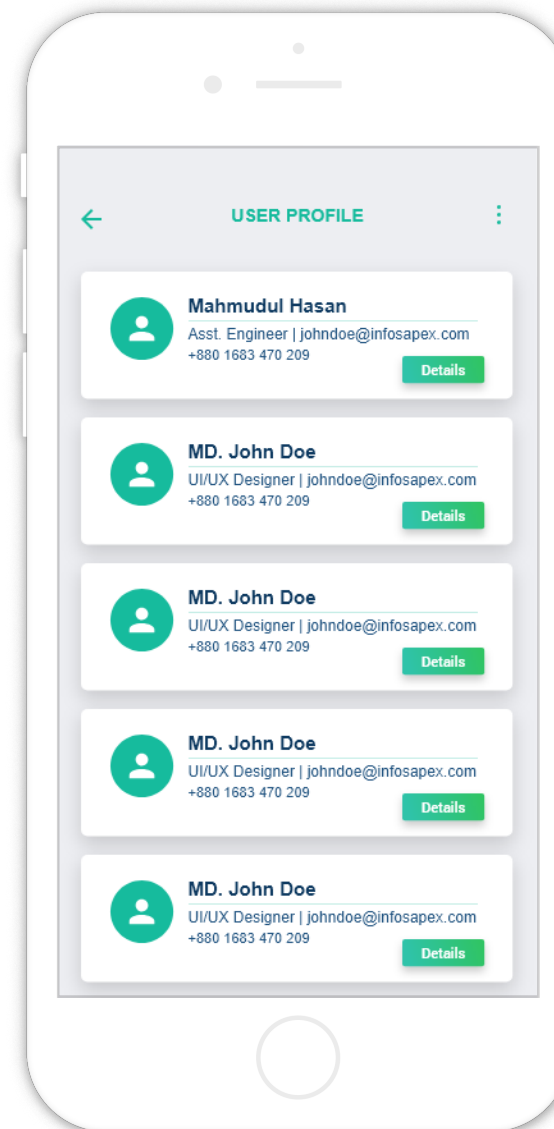 USER PROFILE
Mahmudul Hasan
Asst. Engineer | johndoe@infosapex.com
+880 1683 470 209
Details
MD. John Doe
UI/UX Designer | johndoe@infosapex.com
+880 1683 470 209
Details
MD. John Doe
UI/UX Designer | johndoe@infosapex.com
+880 1683 470 209
Details
MD. John Doe
UI/UX Designer | johndoe@infosapex.com
+880 1683 470 209
Details
MD. John Doe
UI/UX Designer | johndoe@infosapex.com
+880 1683 470 209
Details